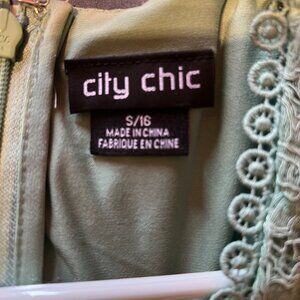 city chic
S/16
MADE IN CHINA
FABRIQUE EN CHINE